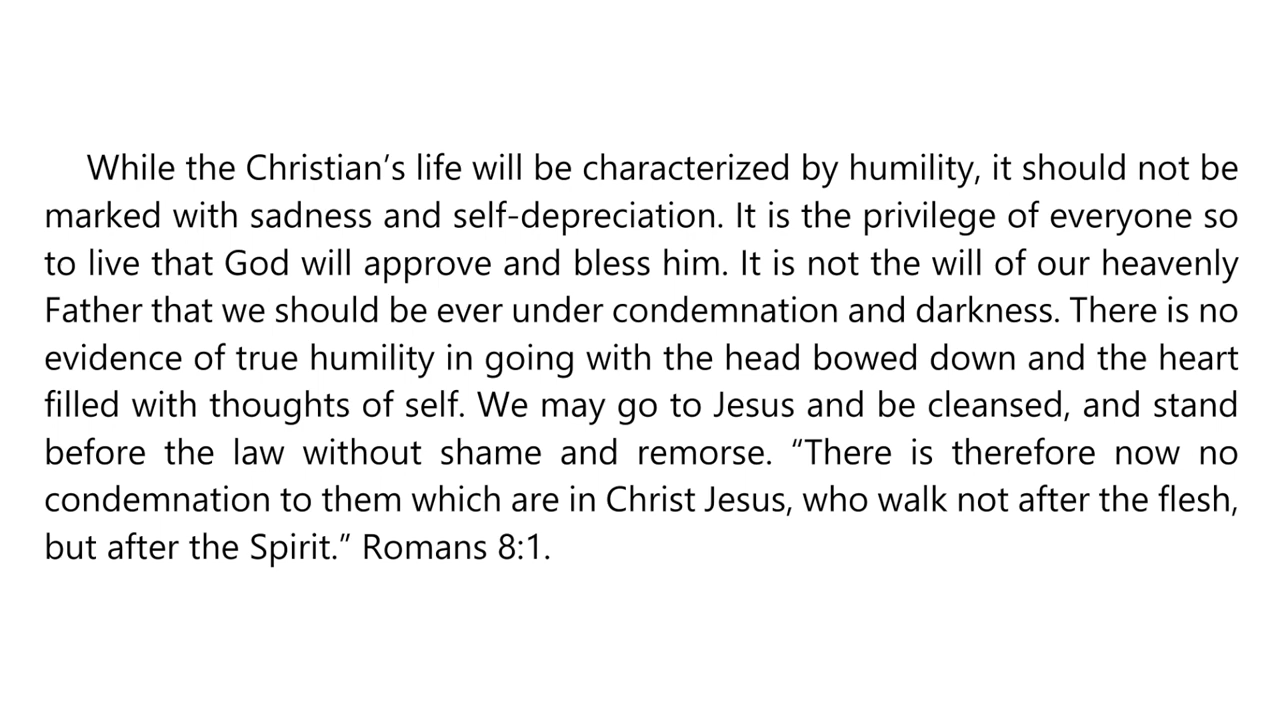 While the Christian’s life will be characterized by humility, it should not be
marked with sadness and self-depreciation. It is the privilege of everyone so
to live that God will approve and bless him. It is not the will of our heavenly
Father that we should be ever under condemnation and darkness. There is no
evidence of true humility in going with the head bowed down and the heart
filled with thoughts of self. We may go to Jesus and be cleansed, and stand
before the law without shame and remorse. “There is therefore now no
condemnation to them which are in Christ Jesus, who walk not after the flesh,
but after the Spirit.” Romans 8:1.